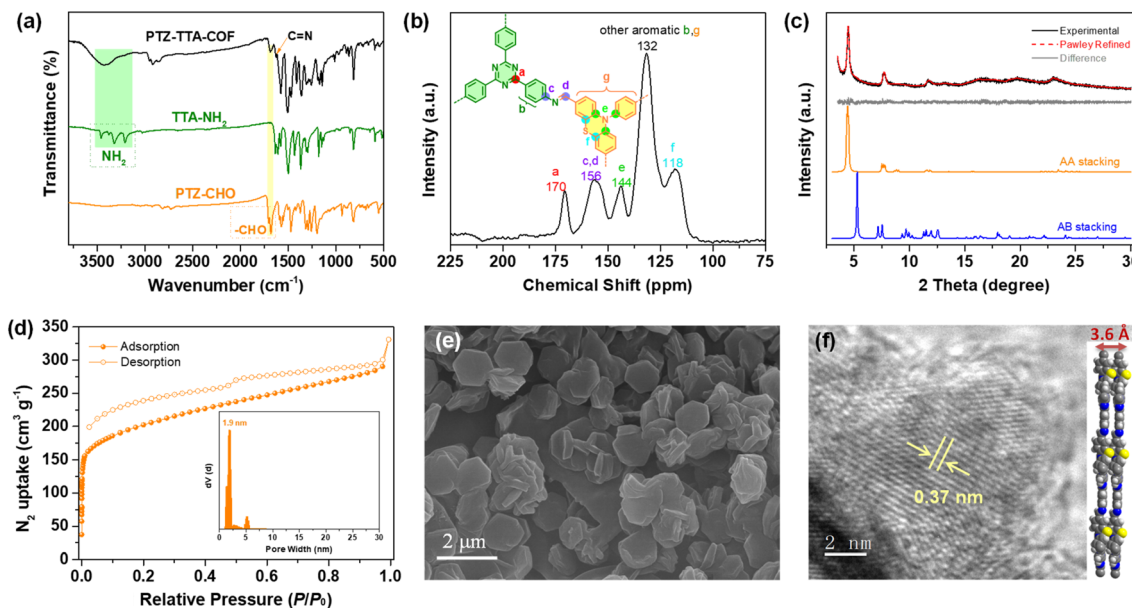 (a)
PTZ-TTA-COF
C=N
TTA-NH2
NH2
PTZ-CHO
-CHO
Transmittance (%)
3500 3000 2500 2000 1500 1000 500
Wavenumber (cm-1)
(b)
other aromatic b,g
132
a
c
d
g
b
N
N
N
N
e
N
S
f
a
170
c,d
156
e
144
f
118
Intensity (a.u.)
225 200 175 150 125 100 75
Chemical Shift (ppm)
(c)
Experimental
Pawley Refined
Difference
AA stacking
AB stacking
Intensity (a.u.)
5 10 15 20 25 30
2 Theta (degree)
(d)
350
300
250
200
150
100
50
0
Adsorption
Desorption
1.9 nm
dV (d)
0 5 10 15 20 25 30
Pore Width (nm)
N2 uptake (cm3 g-1)
0.0 0.2 0.4 0.6 0.8 1.0
Relative Pressure (P/P0)
(e)
2 μm
(f)
3.6 Å
0.37 nm
2 nm